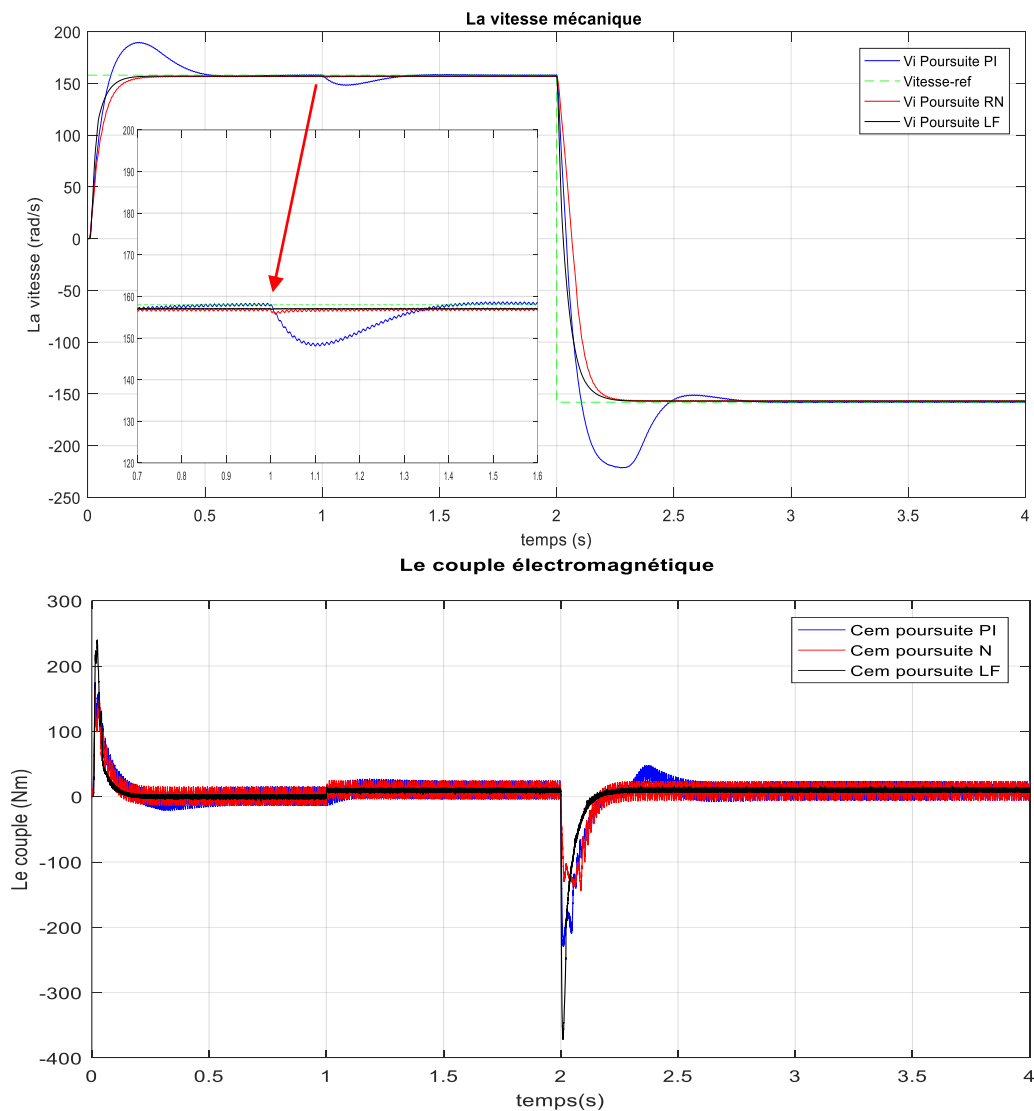 La vitesse mécanique
200
150
100
50
0
-50
-100
-150
-200
-250
La vitesse (rad/s)
Vi Poursuite PI
Vitesse-ref
Vi Poursuite RN
Vi Poursuite LF
200
190
180
170
160
150
140
130
120
0.7 0.8 0.9 1 1.1 1.2 1.3 1.4 1.5 1.6
0 0.5 1 1.5 2 2.5 3 3.5 4
temps (s)
Le couple électromagnétique
300
200
100
0
-100
-200
-300
-400
Le couple (Nm)
Cem poursuite PI
Cem poursuite N
Cem poursuite LF
0 0.5 1 1.5 2 2.5 3 3.5 4
temps(s)